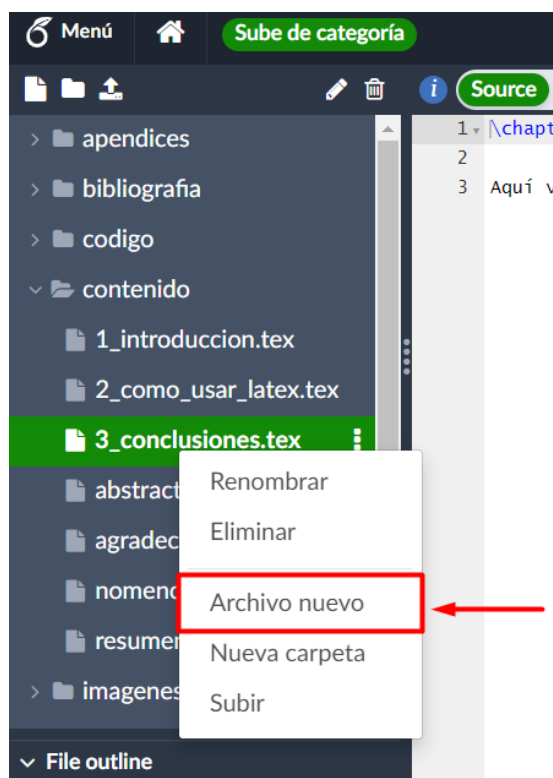 Menú
Sube de categoría
i
Source
1 \chapt
2
3 Aquí v
apendices
bibliografia
codigo
contenido
1_introduccion.tex
2_como_usar_latex.tex
3_conclusiones.tex
abstract
agradec
nomenc
resumen
imagenes
Renombrar
Eliminar
Archivo nuevo
Nueva carpeta
Subir
File outline